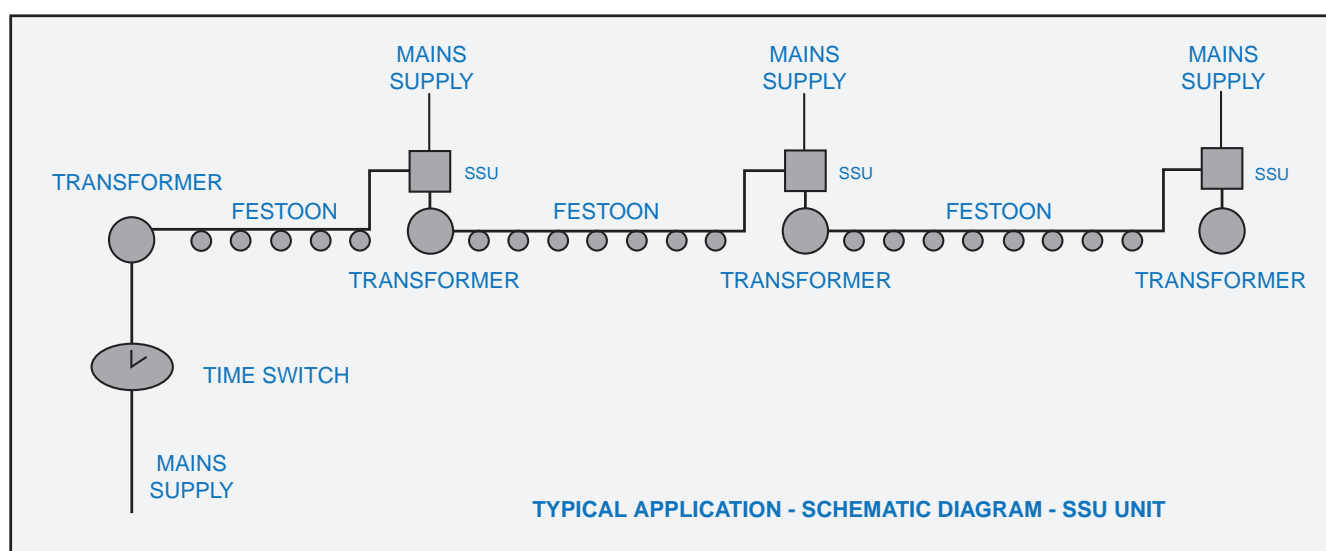 MAINS
SUPPLY
MAINS
SUPPLY
MAINS
SUPPLY
TRANSFORMER
SSU
SSU
SSU
FESTOON
FESTOON
FESTOON
TRANSFORMER
TRANSFORMER
TRANSFORMER
TIME SWITCH
MAINS
SUPPLY
TYPICAL APPLICATION - SCHEMATIC DIAGRAM - SSU UNIT